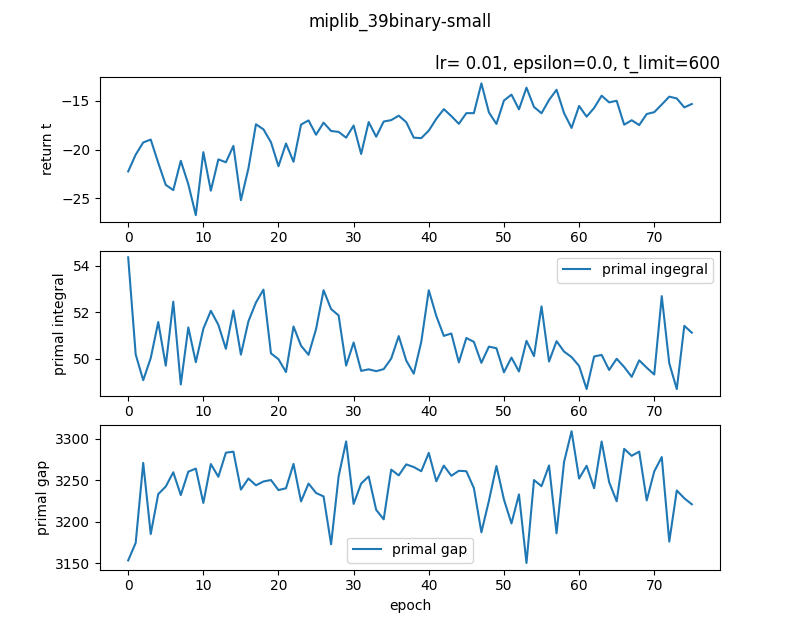 miplib_39binary-small
lr= 0.01, epsilon=0.0, t_limit=600
return t
−15
−20
−25
0 10 20 30 40 50 60 70
primal integral
54
52
50
primal ingegral
0 10 20 30 40 50 60 70
primal gap
3300
3250
3200
3150
primal gap
0 10 20 30 40 50 60 70
epoch